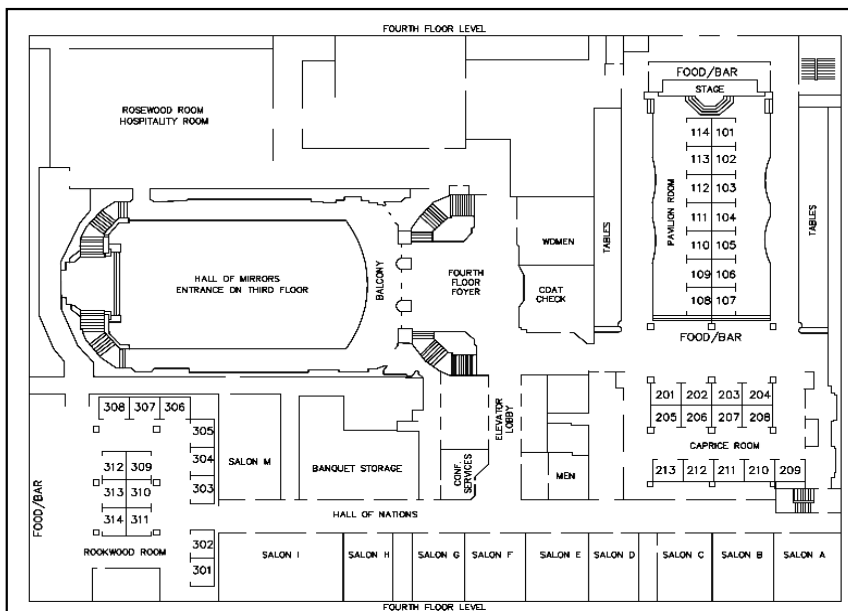 FOURTH FLOOR LEVEL
FOOD/BAR
STAGE
ROSEWOOD ROOM
HOSPITALITY ROOM
114 101
113 102
112 103
111 104
110 105
109 106
108 107
PAVILION ROOM
TABLES
TABLES
WOMEN
COAT
CHECK
HALL OF MIRRORS
ENTRANCE ON THIRD FLOOR
BALCONY
FOURTH
FLOOR
FOYER
FOOD/BAR
201 202 203 204
205 206 207 208
CAPRICE ROOM
213 212 211 210 209
308 307 306
305
304
303
312 309
313 310
314 311
302
301
FOOD/BAR
ROOKWOOD ROOM
SALON M
BANQUET STORAGE
ELEVATOR
LOBBY
CONF.
SERVICES
MEN
HALL OF NATIONS
SALON I
SALON H
SALON G
SALON F
SALON E
SALON D
SALON C
SALON B
SALON A
FOURTH FLOOR LEVEL